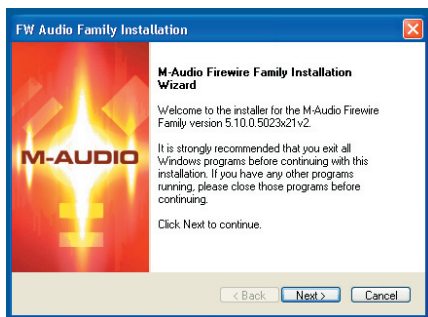 FW Audio Family Installation
M-Audio Firewire Family Installation
Wizard
Welcome to the installer for the M-Audio Firewire
Family version 5.10.0.5023x21v2.
M-AUDIO
It is strongly recommended that you exit all
Windows programs before continuing with this
installation. If you have any other programs
running, please close those programs before
continuing.
Click Next to continue.
< Back
Next >
Cancel